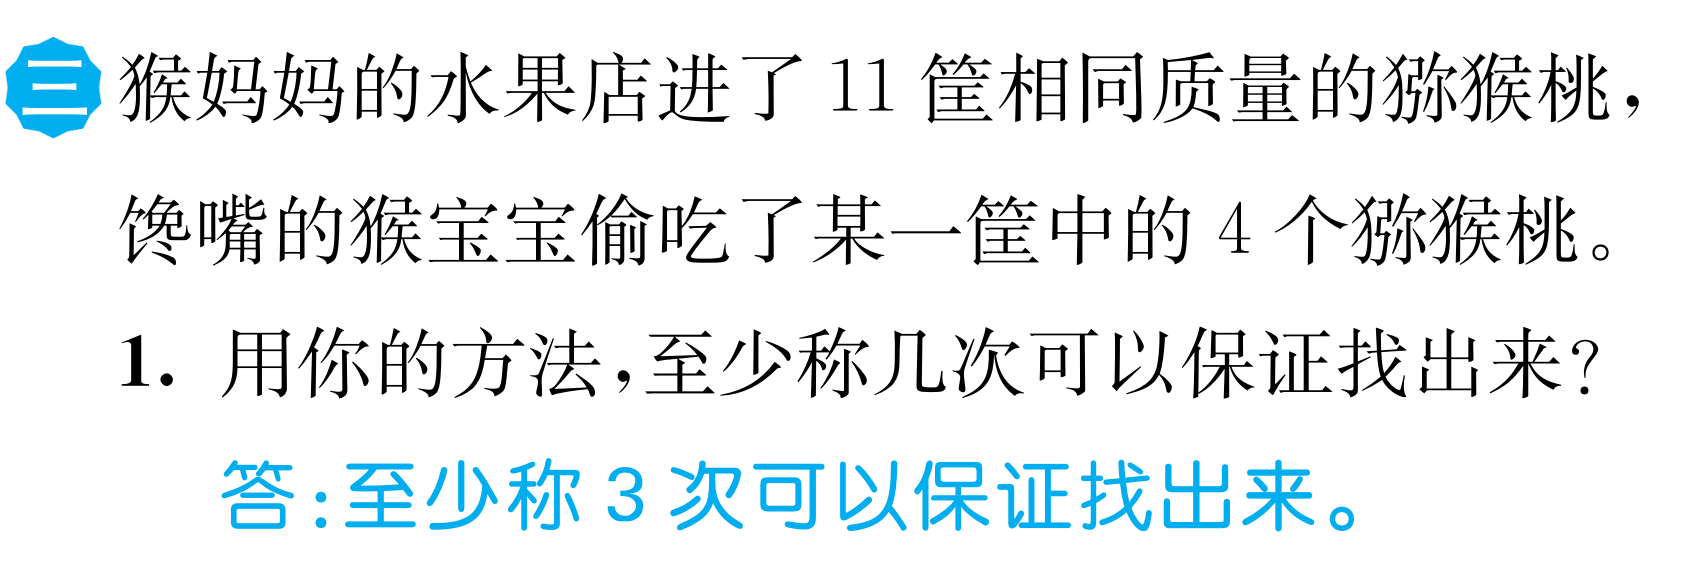 三 猴妈妈的水果店进了 11 筐相同质量的猕猴桃，
馋嘴的猴宝宝偷吃了某一筐中的 4 个猕猴桃。
1. 用你的方法，至少称几次可以保证找出来？
答：至少称 3 次可以保证找出来。